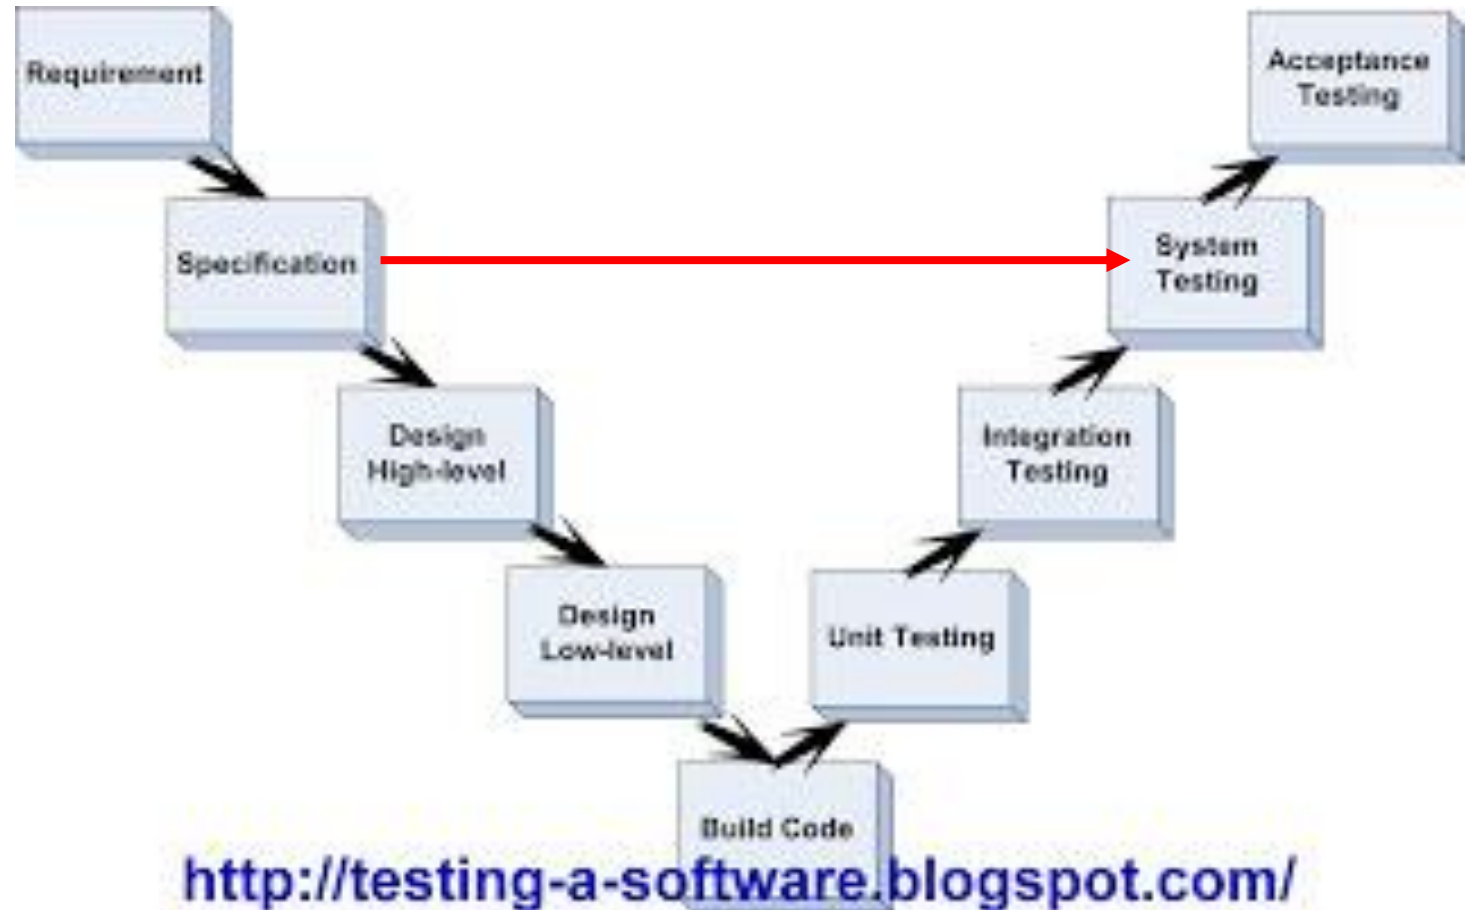 Requirement
Acceptance
Testing
Specification
System
Testing
Design
High-level
Integration
Testing
Design
Low-level
Unit Testing
Build Code
http://testing-a-software.blogspot.com/